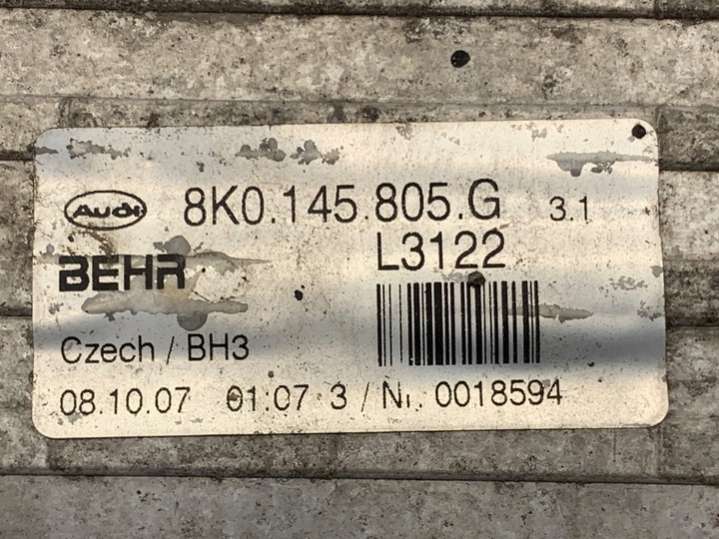 Audi 8K0.145.805.G 3.1
L3122
BEHR
Czech / BH3
08.10.07 01:07 3 / Nr. 0018594